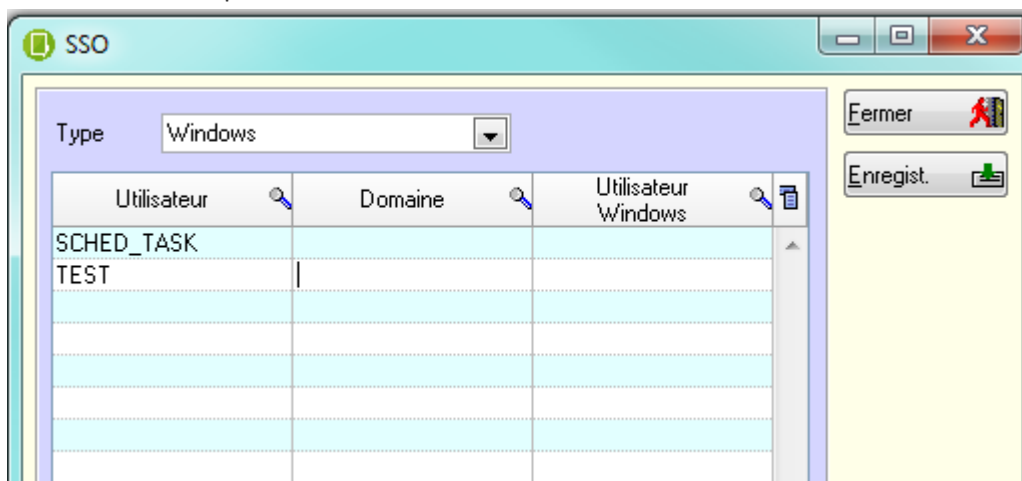 SSO
Type Windows
Fermer
Enregist.
Utilisateur Domaine Utilisateur Windows
SCHED_TASK
TEST